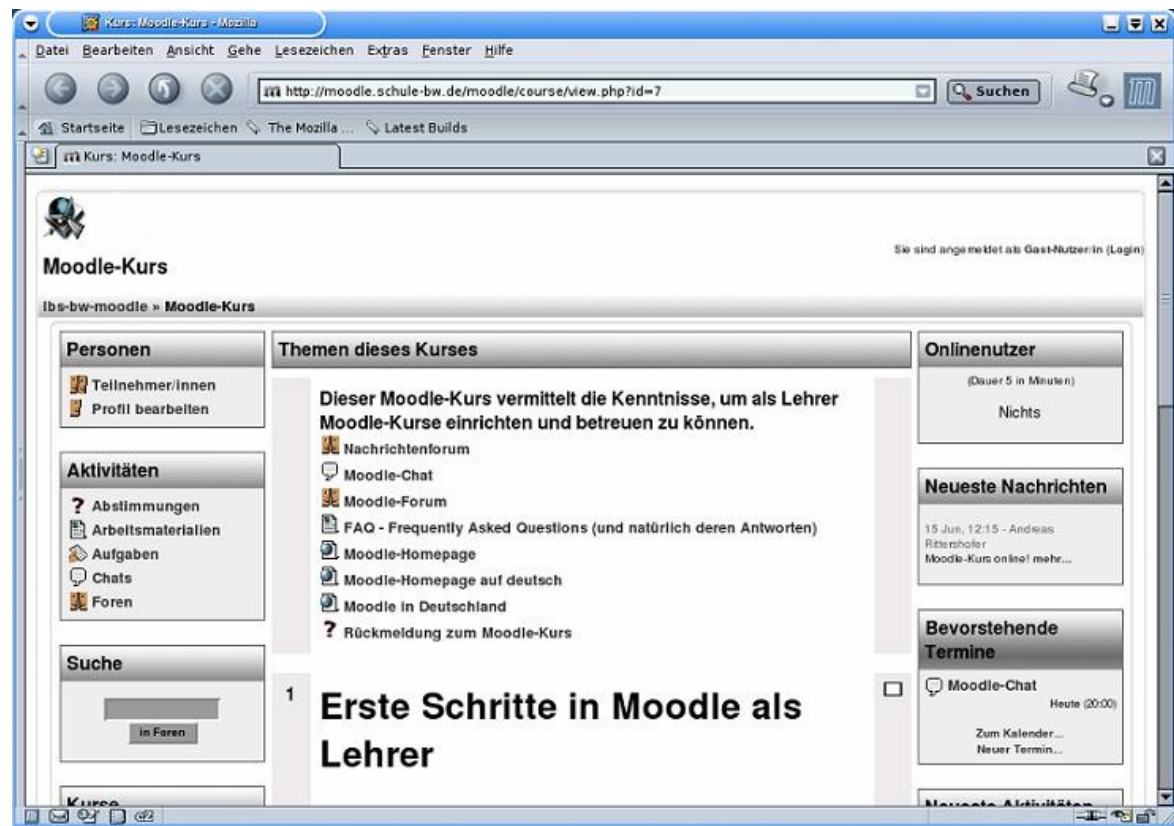 Kurs: Moodle-Kurs - Mozilla
Datei Bearbeiten Ansicht Gehe Lesezeichen Extras Fenster Hilfe
http://moodle.schule-bw.de/moodle/course/view.php?id=7
Suchen
Startseite Lesezeichen The Mozilla ... Latest Builds
Kurs: Moodle-Kurs
Sie sind angemeldet als Gast-Nutzer/in (Login)
Moodle-Kurs
lbs-bw-moodle » Moodle-Kurs
Personen
Teilnehmer/innen
Profil bearbeiten
Aktivitäten
Abstimmungen
Arbeitsmaterialien
Aufgaben
Chats
Foren
Suche
in Foren
Kurse
Themen dieses Kurses
Dieser Moodle-Kurs vermittelt die Kenntnisse, um als Lehrer
Moodle-Kurse einrichten und betreuen zu können.
Nachrichtenforum
Moodle-Chat
Moodle-Forum
FAQ - Frequently Asked Questions (und natürlich deren Antworten)
Moodle-Homepage
Moodle-Homepage auf deutsch
Moodle in Deutschland
Rückmeldung zum Moodle-Kurs
1
Erste Schritte in Moodle als
Lehrer
Onlinenutzer
(Dauer 5 in Minuten)
Nichts
Neueste Nachrichten
15 Jun, 12:15 - Andreas
Rittershofer
Moodle-Kurs online! mehr...
Bevorstehende
Termine
Moodle-Chat
Heute (20:00)
Zum Kalender...
Neuer Termin...
Neueste Aktivitäten